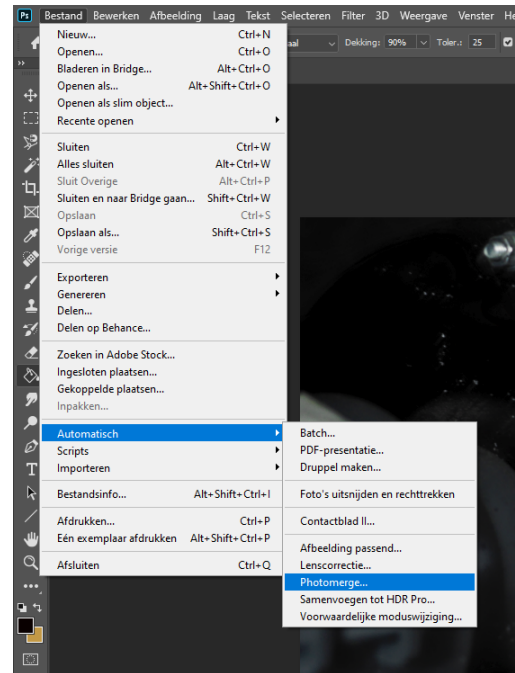 Ps Bestand Bewerken Afbeelding Laag Tekst Selecteren Filter 3D Weergave Venster
Dekking: 90% Toler.: 25
Nieuw... Ctrl+N
Openen... Ctrl+O
Bladeren in Bridge... Alt+Ctrl+O
Openen als... Alt+Shift+Ctrl+O
Openen als slim object...
Recente openen
Sluiten Ctrl+W
Alles sluiten Alt+Ctrl+W
Sluit Overige Alt+Ctrl+P
Sluiten en naar Bridge gaan... Shift+Ctrl+W
Opslaan Ctrl+S
Opslaan als... Shift+Ctrl+S
Vorige versie F12
Exporteren
Genereren
Delen...
Delen op Behance...
Zoeken in Adobe Stock...
Ingesloten plaatsen...
Gekoppelde plaatsen...
Inpakken...
Automatisch
Scripts
Importeren
Bestandsinfo... Alt+Shift+Ctrl+I
Afdrukken... Ctrl+P
Eén exemplaar afdrukken Alt+Shift+Ctrl+P
Afsluiten Ctrl+Q
Batch...
PDF-presentatie...
Druppel maken...
Foto's uitsnijden en rechttrekken
Contactblad II...
Afbeelding passend...
Lenscorrectie...
Photomerge...
Samenvoegen tot HDR Pro...
Voorwaardelijke moduswijziging...